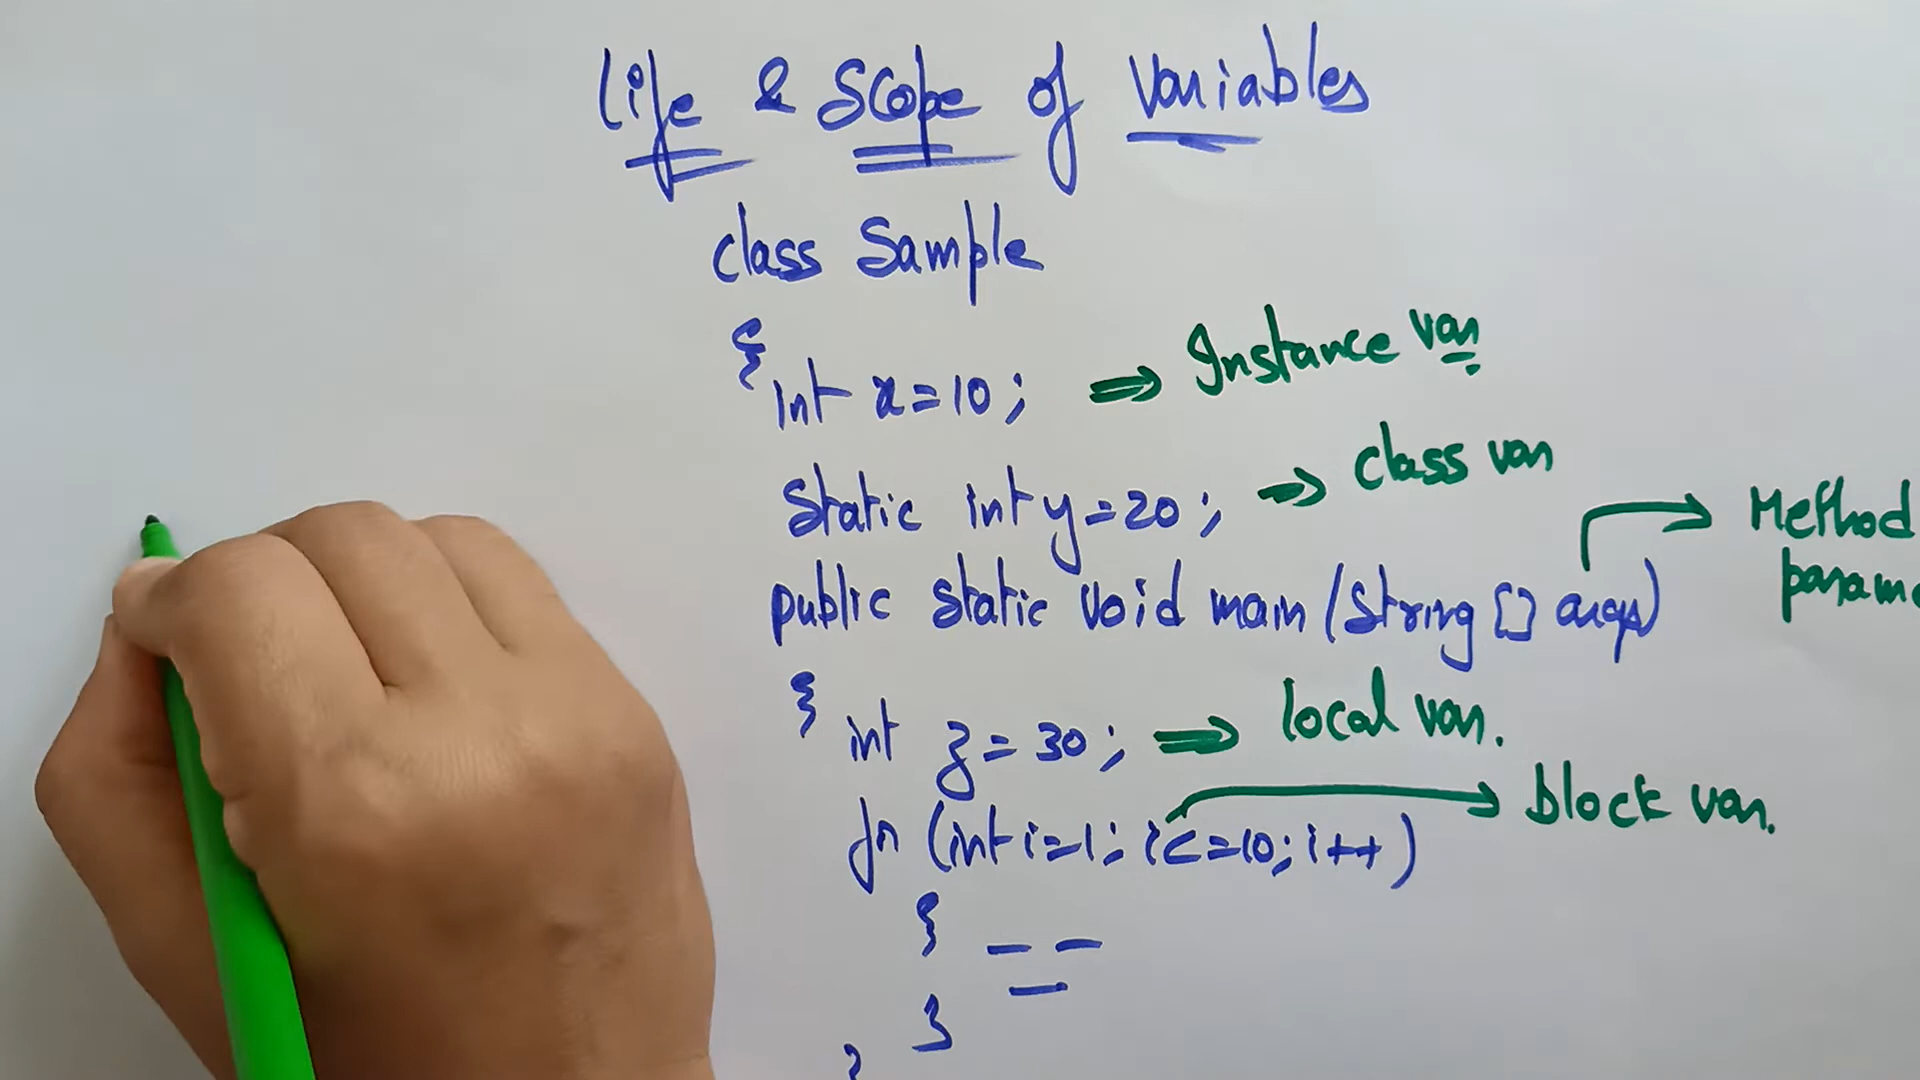 Life & Scope of Variables
class Sample
{
int x=10; ⇒ Instance var
static int y=20; ⇒ class var
public static void main (String [] args) → Method
param
{
int z=30; ⇒ local var.
for (int i=1; i<=10; i++) → block var.
{ _ _
_
}
}